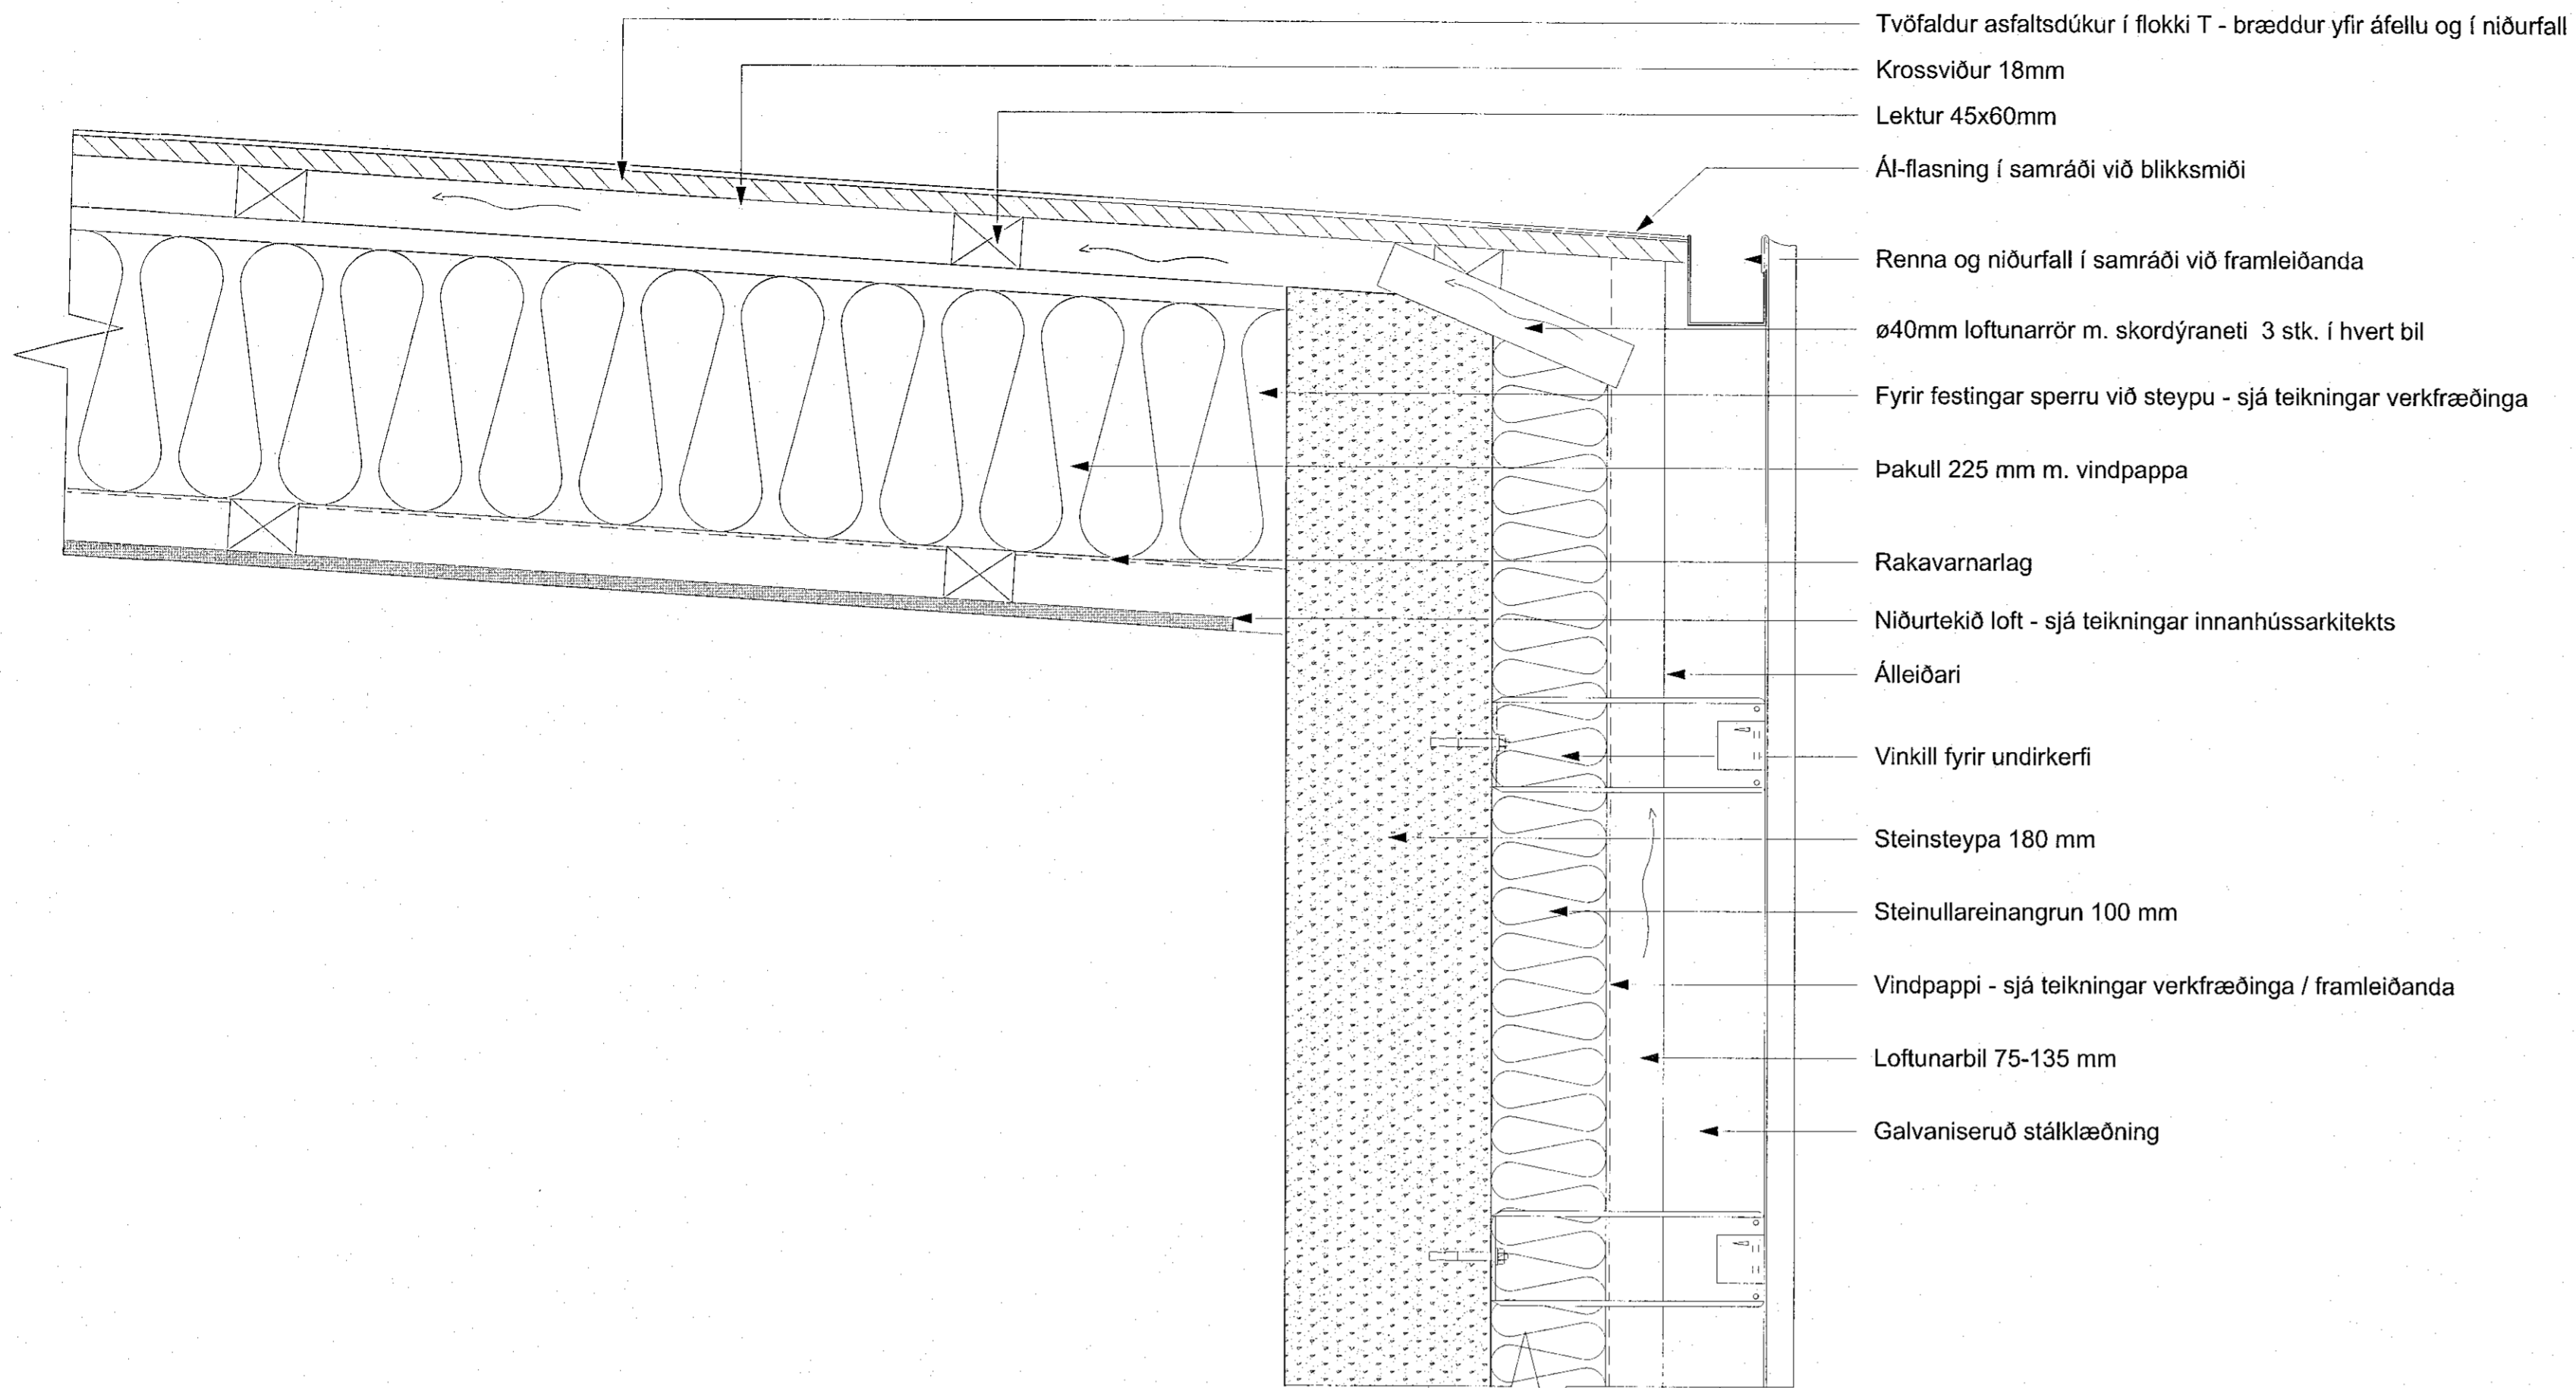 Tvöfaldur asfaltsdúkur í flokki T - bræddur yfir áfellu og í niðurfall
Krossviður 18mm
Lektur 45x60mm
Ál-flasning í samráði við blikksmiði
Renna og niðurfall í samráði við framleiðanda
ø40mm loftunarrör m. skordýraneti 3 stk. í hvert bil
Fyrir festingar sperru við steypu - sjá teikningar verkfræðinga
Þakull 225 mm m. vindpappa
Rakavarnarlag
Niðurtekið loft - sjá teikningar innanhússarkitekts
Álleiðari
Vinkill fyrir undirkerfi
Steinsteypa 180 mm
Steinullareinangrun 100 mm
Vindpappi - sjá teikningar verkfræðinga / framleiðanda
Loftunarbil 75-135 mm
Galvaniseruð stálklæðning